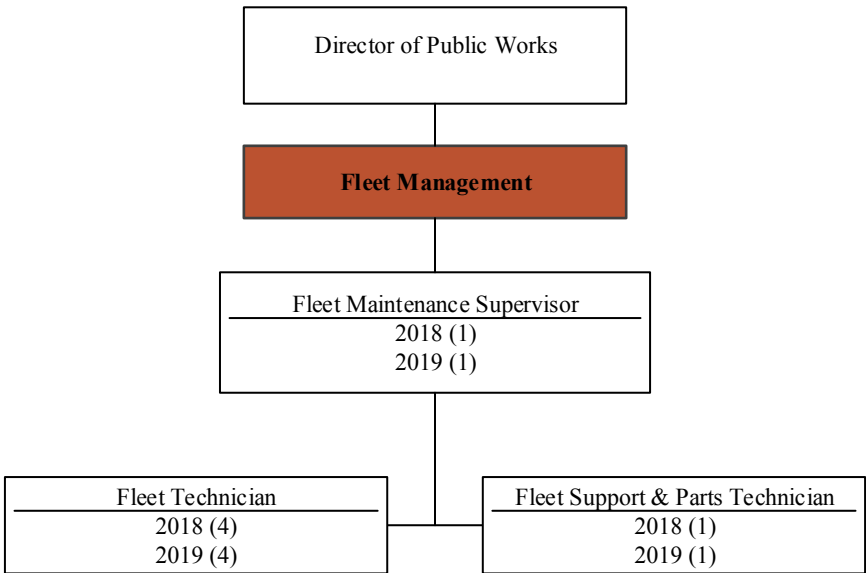 Director of Public Works
Fleet Management
Fleet Maintenance Supervisor
2018 (1)
2019 (1)
Fleet Technician
2018 (4)
2019 (4)
Fleet Support & Parts Technician
2018 (1)
2019 (1)